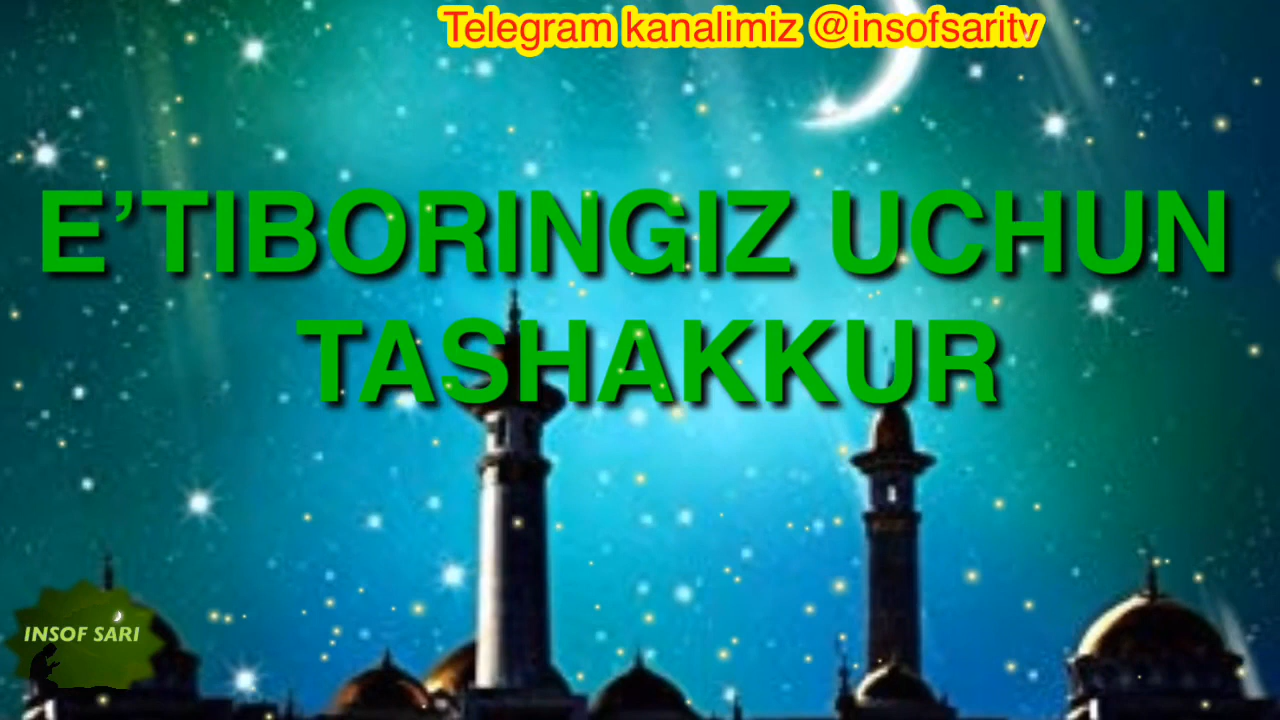 Telegram kanalimiz @insofsaritv
E’TIBORINGIZ UCHUN
TASHAKKUR
INSOF SARI